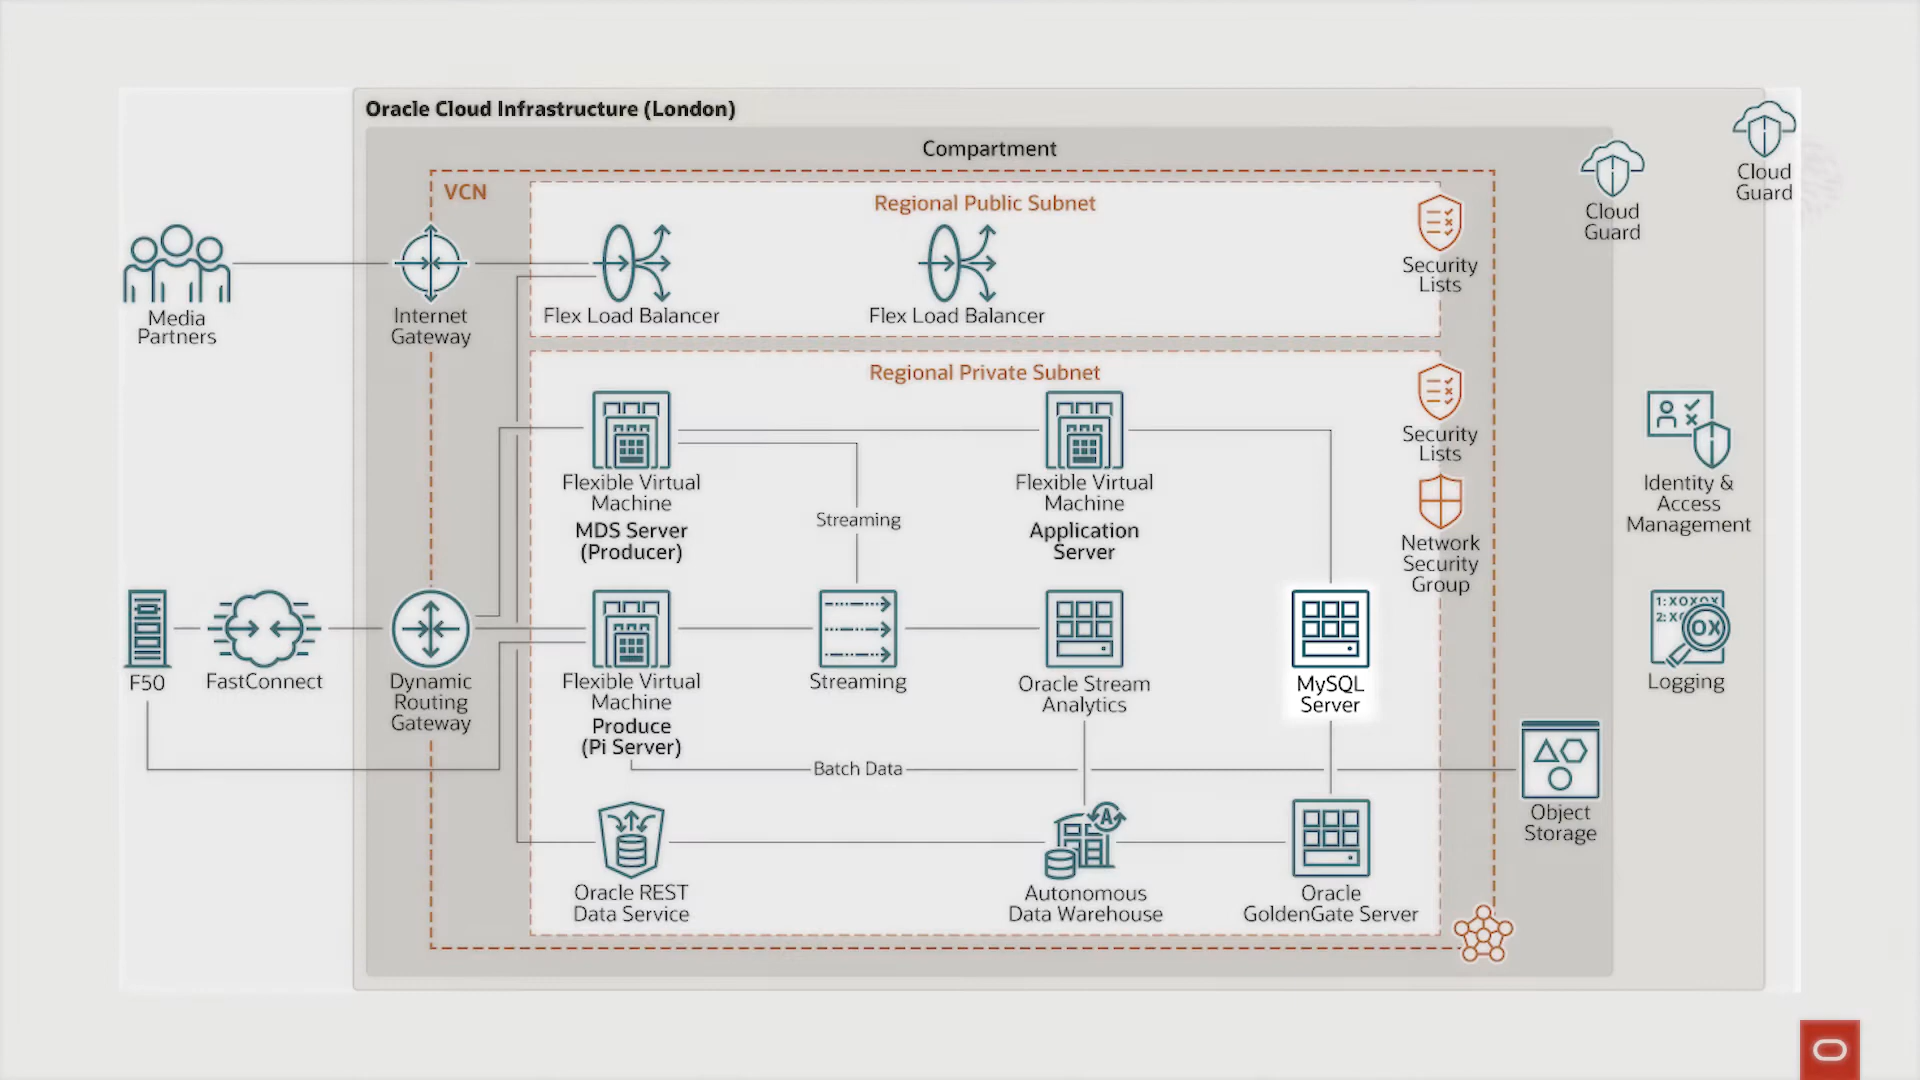 Oracle Cloud Infrastructure (London)
Compartment
VCN
Regional Public Subnet
Cloud
Guard
Cloud
Guard
Media
Partners
Internet
Gateway
Flex Load Balancer
Flex Load Balancer
Security
Lists
Regional Private Subnet
Flexible Virtual
Machine
MDS Server
(Producer)
Streaming
Flexible Virtual
Machine
Application
Server
Security
Lists
Network
Security
Group
Identity &
Access
Management
F50
FastConnect
Dynamic
Routing
Gateway
Flexible Virtual
Machine
Produce
(Pi Server)
Streaming
Oracle Stream
Analytics
MySQL
Server
1:XOXOX
2:X
OX
Logging
Batch Data
Object
Storage
Oracle REST
Data Service
A
Autonomous
Data Warehouse
Oracle
GoldenGate Server